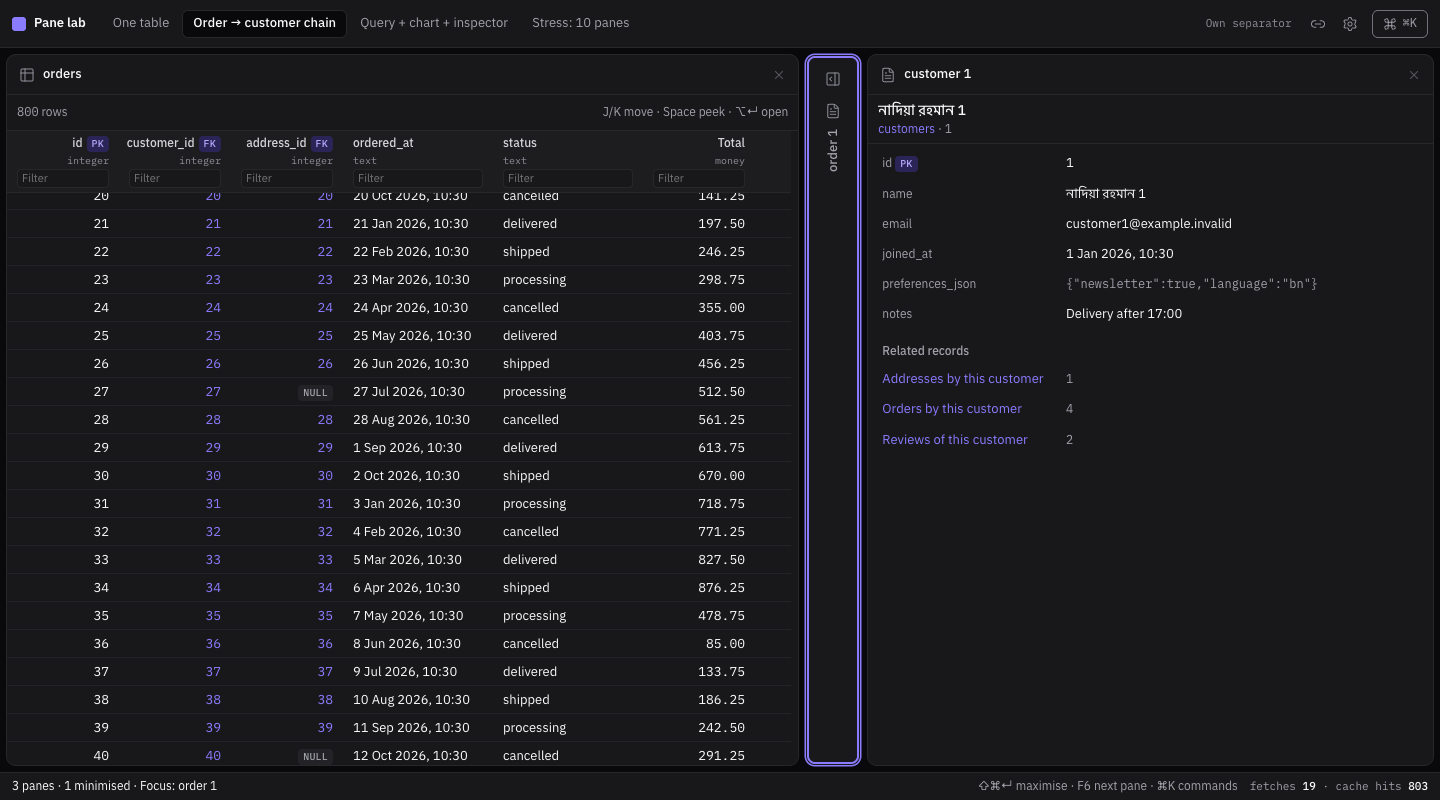 Pane lab One table Order → customer chain Query + chart + inspector Stress: 10 panes Own separator ⌘ ⌘K
orders
800 rows J/K move · Space peek · ⌥↵ open
id PK customer_id FK address_id FK ordered_at status Total
integer integer integer text text money
Filter Filter Filter Filter Filter Filter
20 20 20 20 Oct 2026, 10:30 cancelled 141.25
21 21 21 21 Jan 2026, 10:30 delivered 197.50
22 22 22 22 Feb 2026, 10:30 shipped 246.25
23 23 23 23 Mar 2026, 10:30 processing 298.75
24 24 24 24 Apr 2026, 10:30 cancelled 355.00
25 25 25 25 May 2026, 10:30 delivered 403.75
26 26 26 26 Jun 2026, 10:30 shipped 456.25
27 27 NULL 27 Jul 2026, 10:30 processing 512.50
28 28 28 28 Aug 2026, 10:30 cancelled 561.25
29 29 29 1 Sep 2026, 10:30 delivered 613.75
30 30 30 2 Oct 2026, 10:30 shipped 670.00
31 31 31 3 Jan 2026, 10:30 processing 718.75
32 32 32 4 Feb 2026, 10:30 cancelled 771.25
33 33 33 5 Mar 2026, 10:30 delivered 827.50
34 34 34 6 Apr 2026, 10:30 shipped 876.25
35 35 35 7 May 2026, 10:30 processing 478.75
36 36 36 8 Jun 2026, 10:30 cancelled 85.00
37 37 37 9 Jul 2026, 10:30 delivered 133.75
38 38 38 10 Aug 2026, 10:30 shipped 186.25
39 39 39 11 Sep 2026, 10:30 processing 242.50
40 40 NULL 12 Oct 2026, 10:30 cancelled 291.25
order 1
customer 1
নাদিয়া রহমান 1
customers · 1
id PK 1
name নাদিয়া রহমান 1
email customer1@example.invalid
joined_at 1 Jan 2026, 10:30
preferences_json {"newsletter":true,"language":"bn"}
notes Delivery after 17:00
Related records
Addresses by this customer 1
Orders by this customer 4
Reviews of this customer 2
3 panes · 1 minimised · Focus: order 1 ⇧⌘↵ maximise · F6 next pane · ⌘K commands fetches 19 · cache hits 803